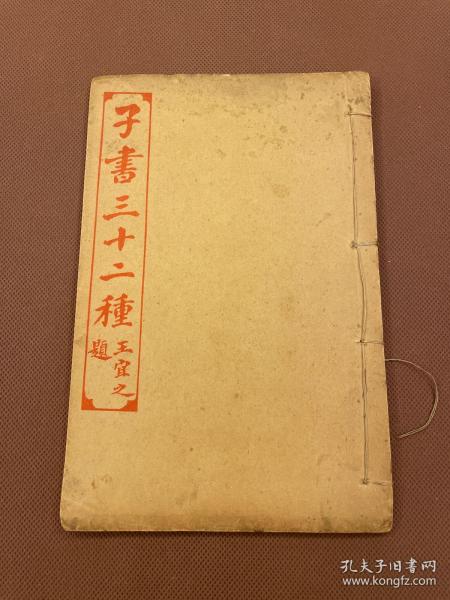 子書三十二種
王宜之
題
孔夫子旧书网
www.kongfz.com